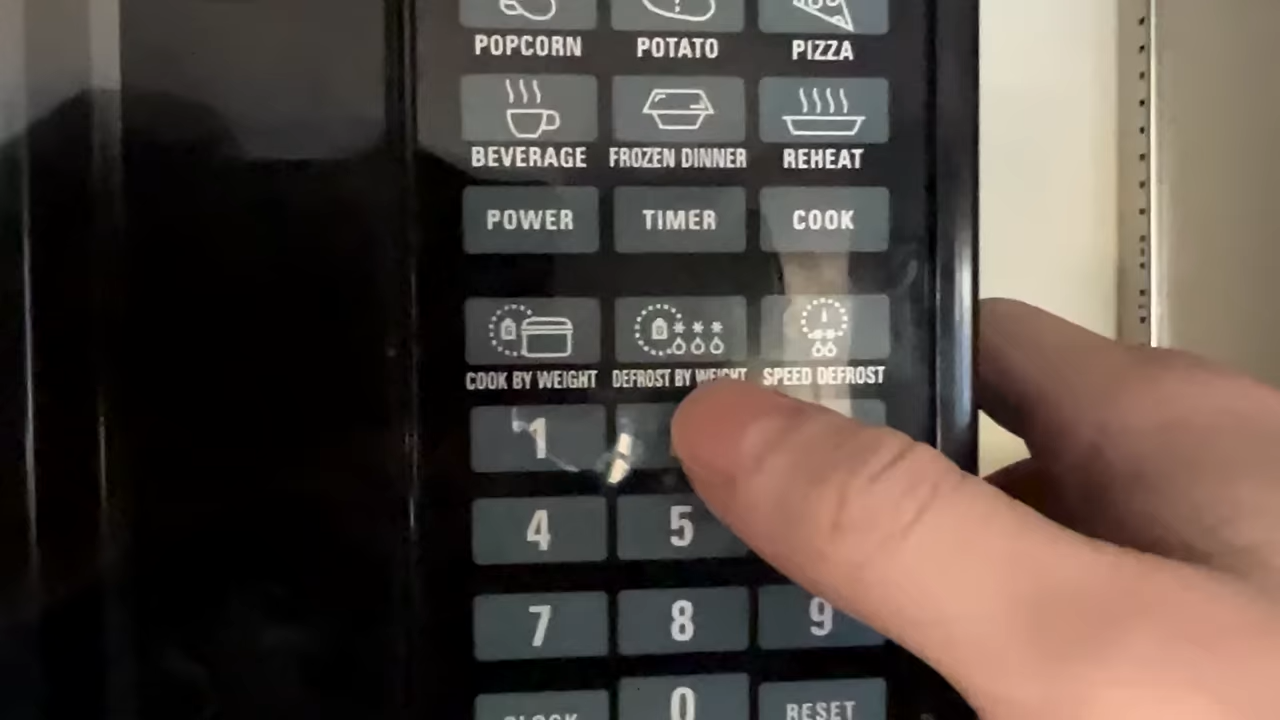 POPCORN POTATO PIZZA
BEVERAGE FROZEN DINNER REHEAT
POWER TIMER COOK
COOK BY WEIGHT DEFROST BY WEIGHT SPEED DEFROST
1
4 5
7 8 9
CLOCK 0 RESET